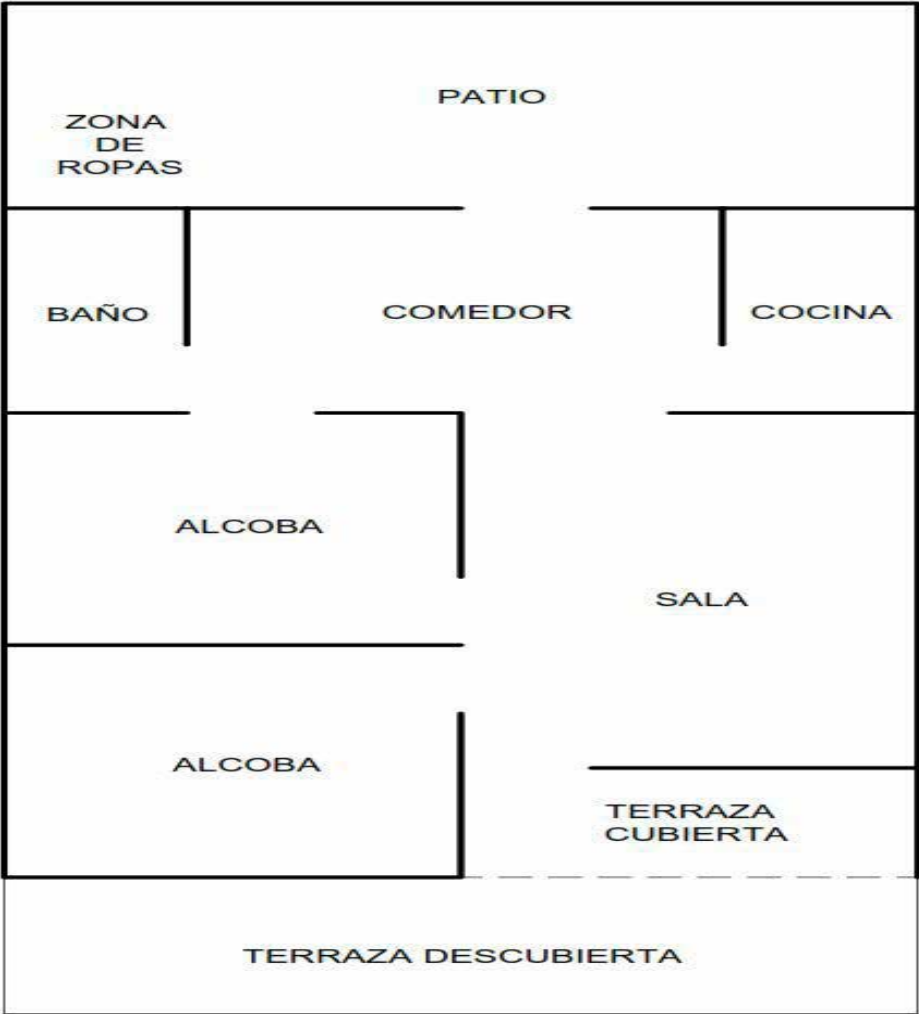 PATIO
ZONA
DE
ROPAS
BAÑO
COMEDOR
COCINA
ALCOBA
SALA
ALCOBA
TERRAZA
CUBIERTA
TERRAZA DESCUBIERTA